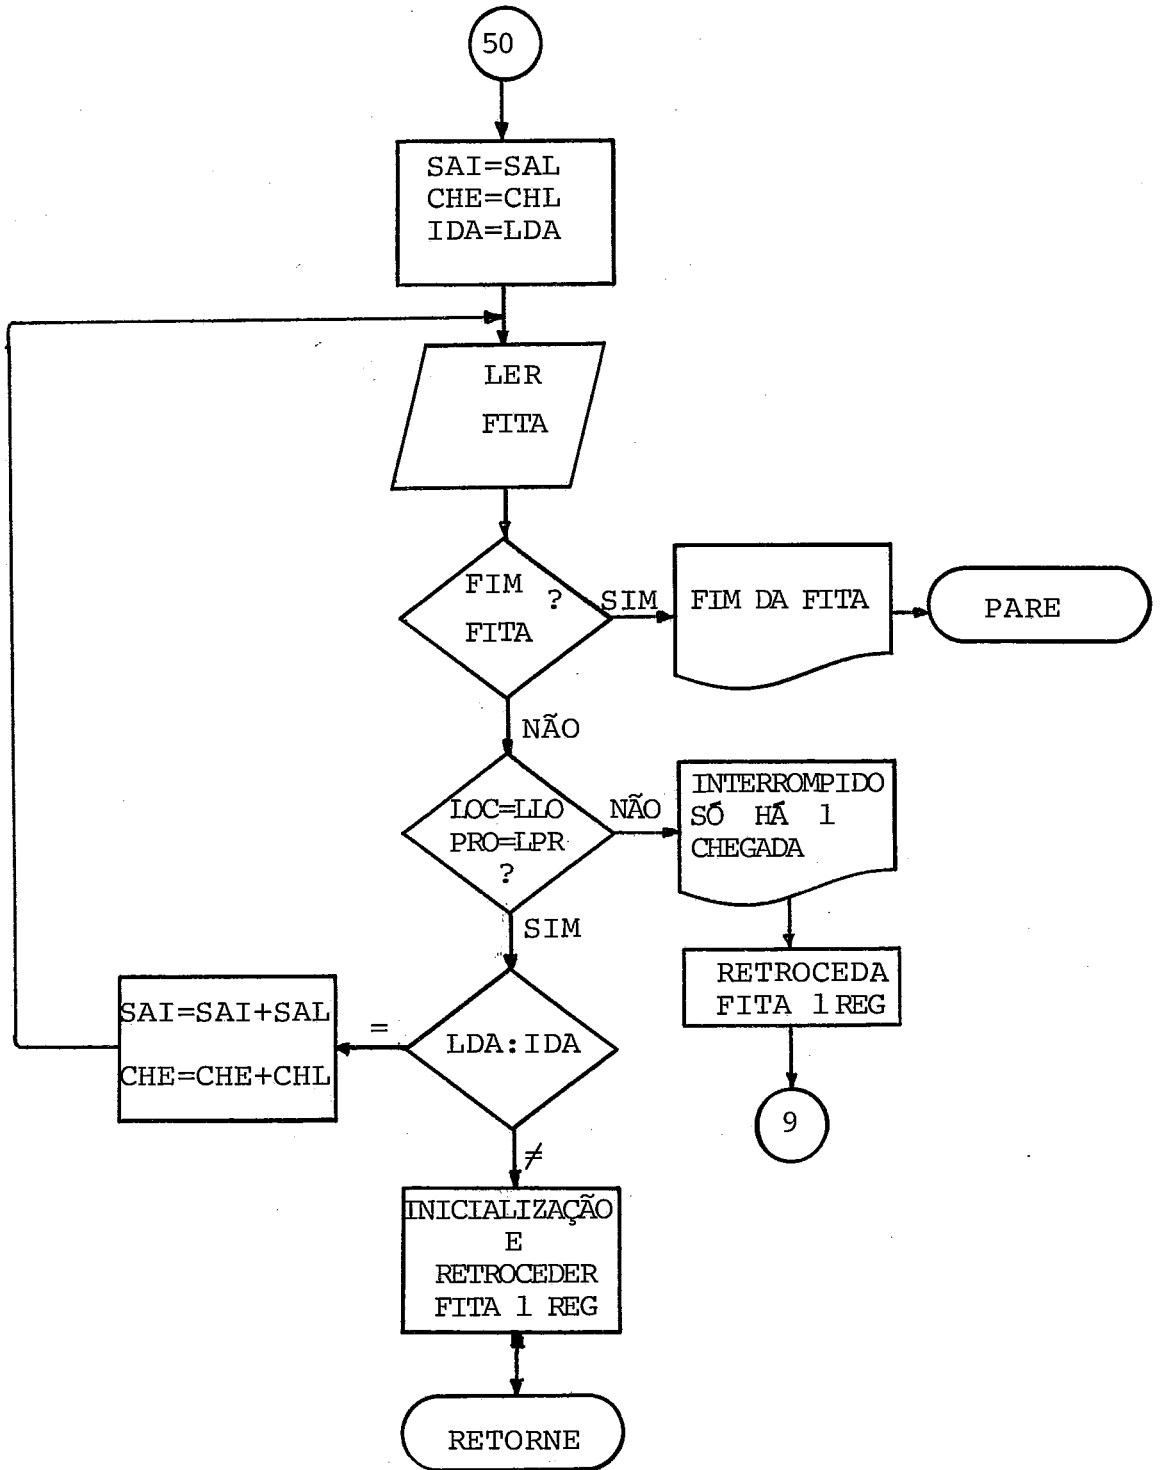 50
SAI=SAL
CHE=CHL
IDA=LDA
LER
FITA
FIM ?
FITA
SIM
FIM DA FITA
PARE
NÃO
LOC=LLO
PRO=LPR
?
NÃO
INTERROMPIDO
SÓ HÁ 1
CHEGADA
SIM
RETROCEDA
FITA 1 REG
9
LDA:IDA
=
SAI=SAI+SAL
CHE=CHE+CHL
≠
INICIALIZAÇÃO
E
RETROCEDER
FITA 1 REG
RETORNE